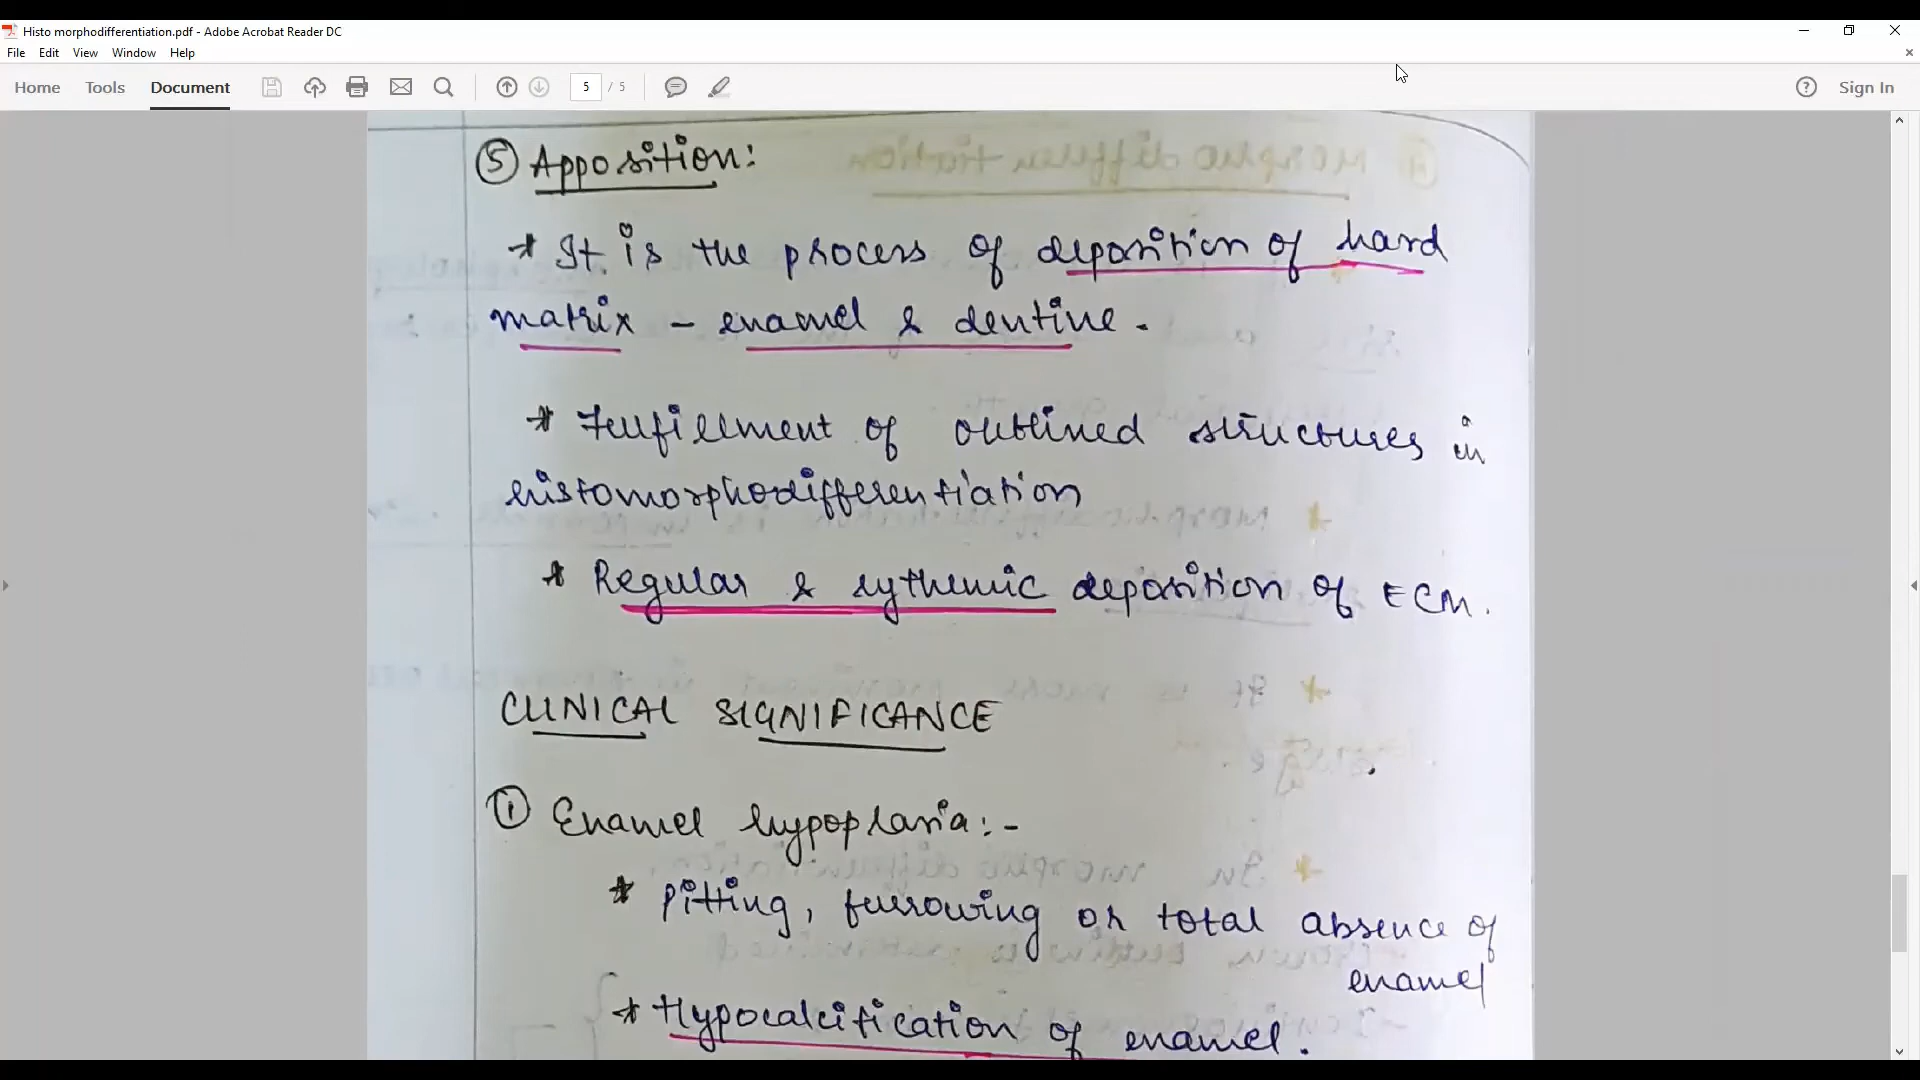 Histo morphodifferentiation.pdf - Adobe Acrobat Reader DC
File Edit View Window Help
Home Tools Document 5 / 5 Sign In
5 Apposition:
* It is the process of deposition of hard
matrix - enamel & dentine.
* Fulfillment of outlined structures in
histomorphodifferentiation
* Regular & rythemic deposition of ECM.
CLINICAL SIGNIFICANCE
1 Enamel hypoplasia:-
* Pitting, furrowing or total absence of
enamel
* Hypocalcification of enamel.